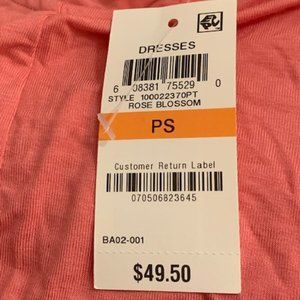 DRESSES
6 08381 75529 0
STYLE 100022370PT
ROSE BLOSSOM
PS
Customer Return Label
070506823645
BA02-001
$49.50